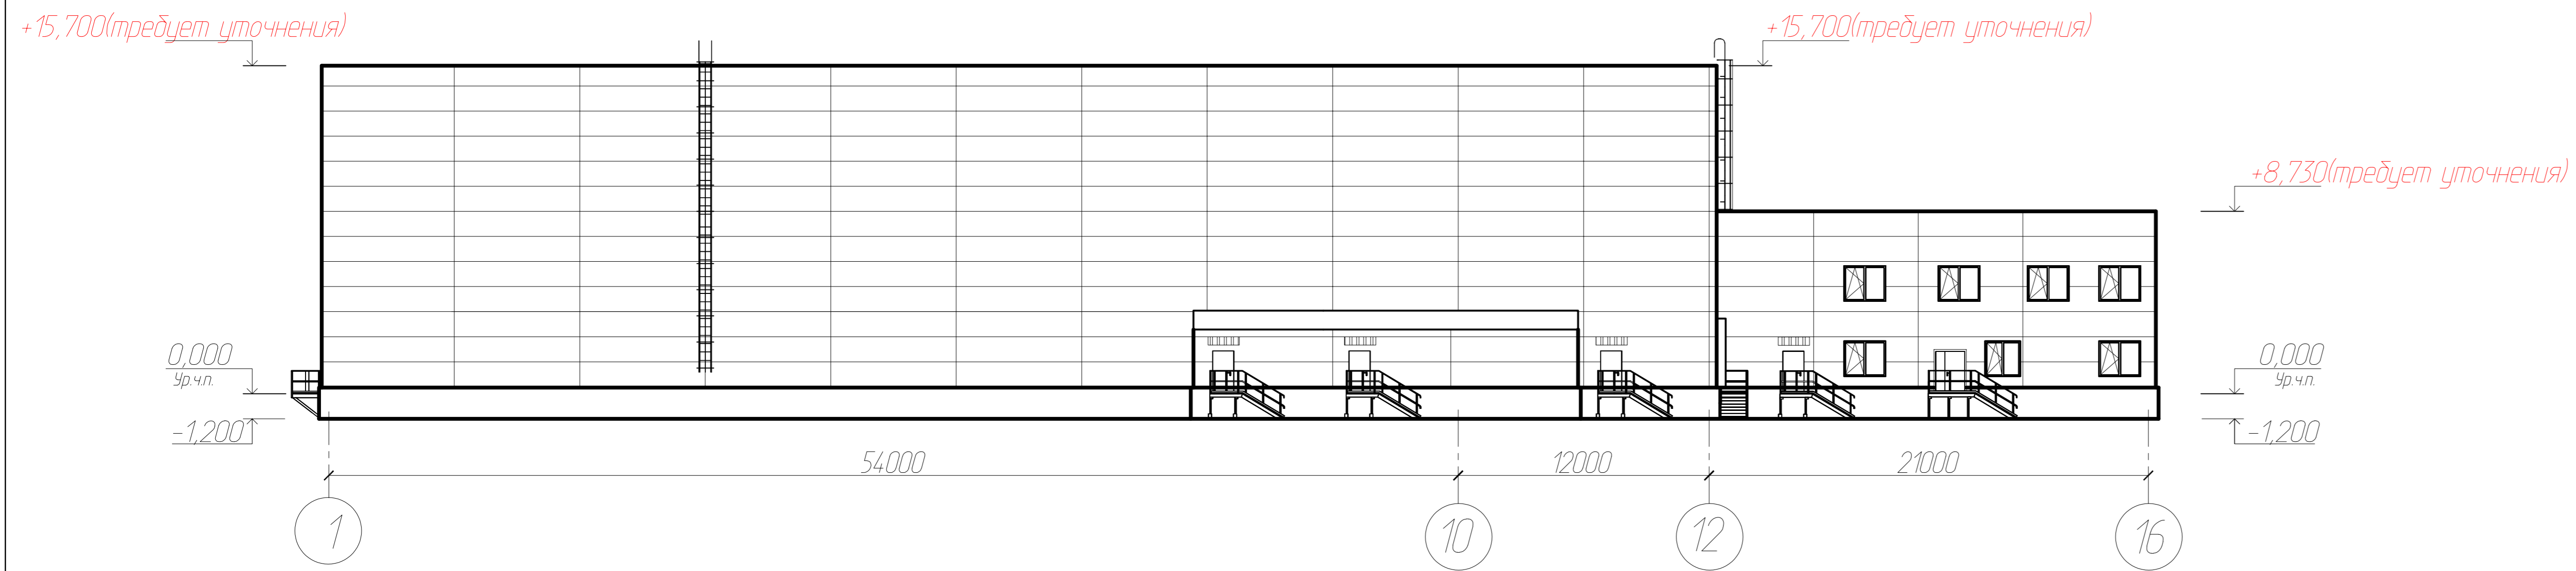 +15,700(требует уточнения)
+15,700(требует уточнения)
+8,730(требует уточнения)
0,000
Ур.ч.п.
0,000
Ур.ч.п.
-1,200
-1,200
54000
12000
21000
1
10
12
16